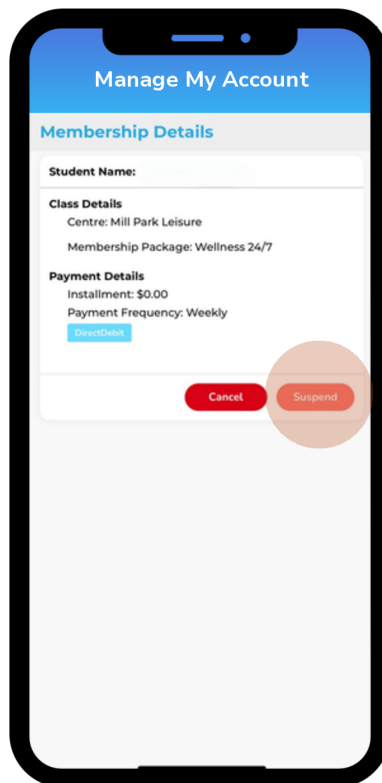 Manage My Account
Membership Details
Student Name:
Class Details
Centre: Mill Park Leisure
Membership Package: Wellness 24/7
Payment Details
Installment: $0.00
Payment Frequency: Weekly
DirectDebit
Cancel Suspend